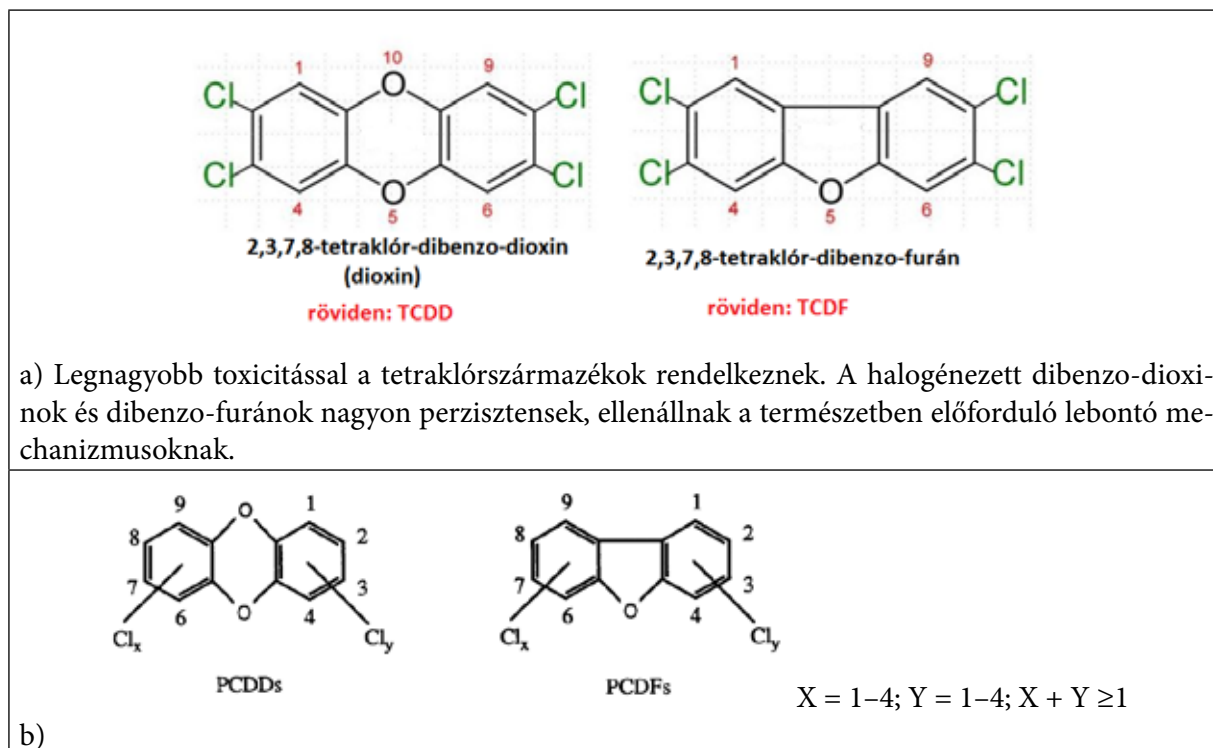 1 10 9 1 9
Cl O Cl Cl Cl
Cl Cl Cl Cl
4 O 6 4 O 6
5 5
2,3,7,8-tetraklór-dibenzo-dioxin
(dioxin)
röviden: TCDD
2,3,7,8-tetraklór-dibenzo-furán
röviden: TCDF
a) Legnagyobb toxicitással a tetraklórszármazékok rendelkeznek. A halogénezett dibenzo-dioxi-
nok és dibenzo-furánok nagyon perzisztensek, ellenállnak a természetben előforduló lebontó me-
chanizmusoknak.
9 O 1 9 1
8 2 8 2
7 3 7 3
6 O 4 6 O 4
Clx Cly Clx Cly
PCDDs PCDFs
X = 1–4; Y = 1–4; X + Y ≥1
b)